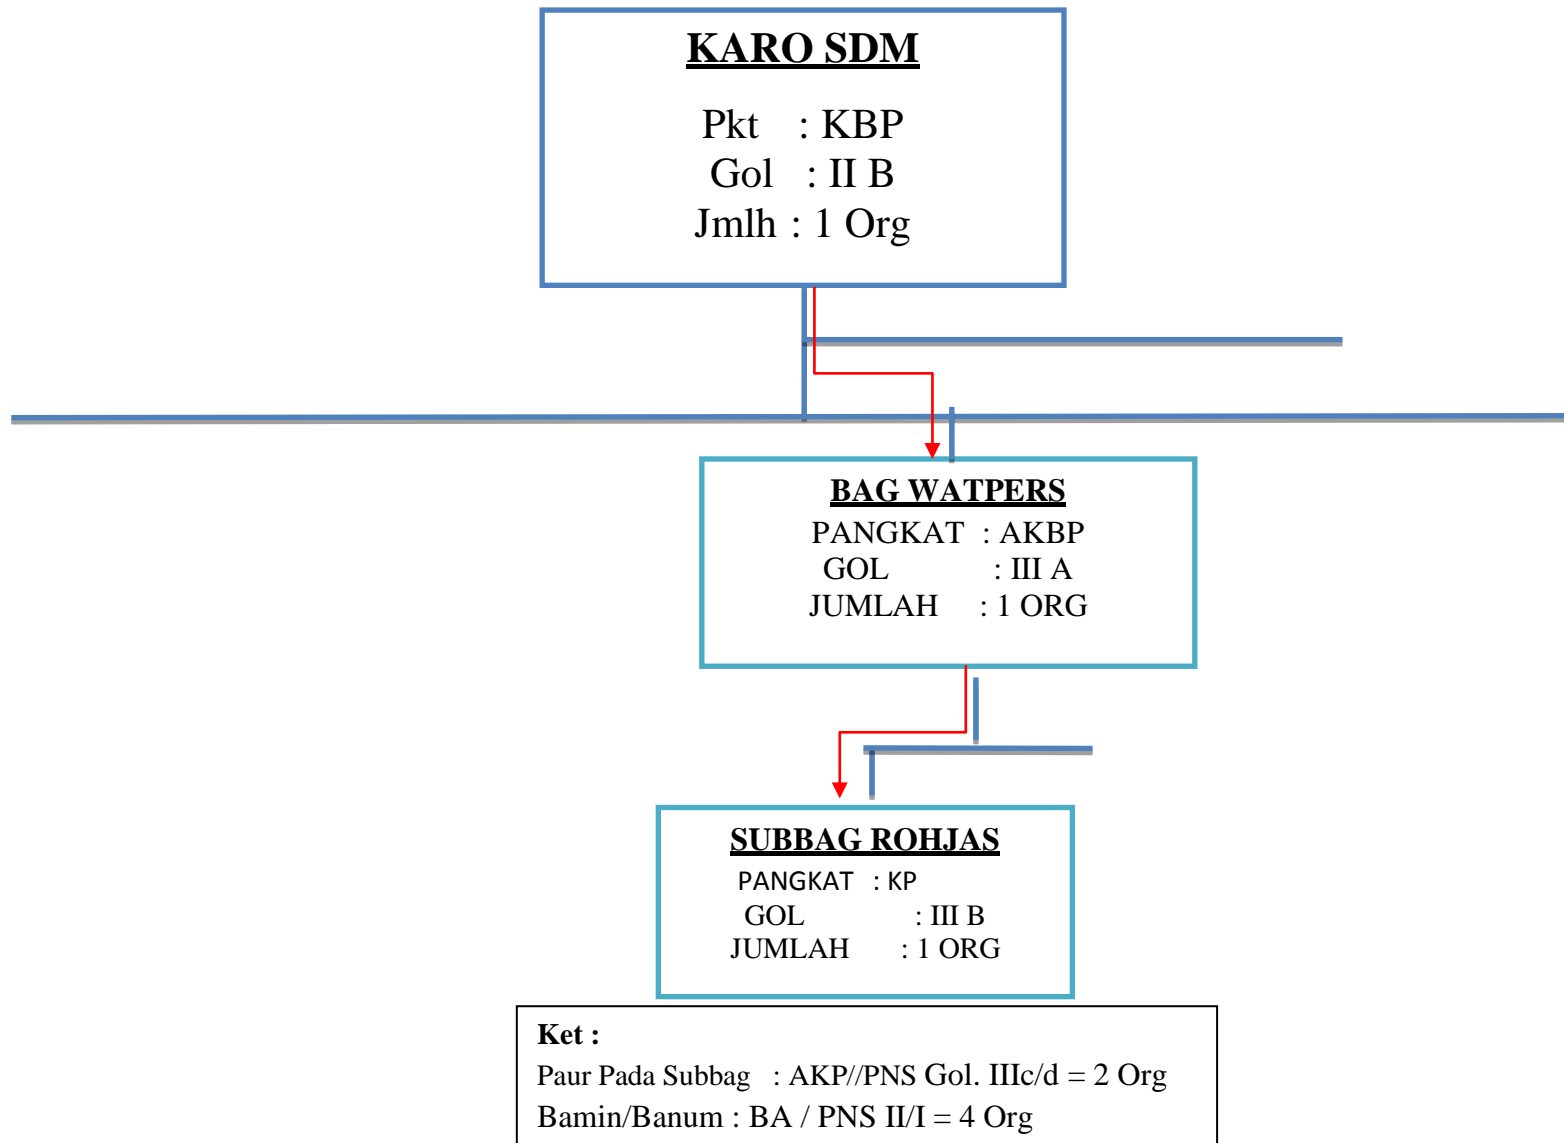 KARO SDM
Pkt : KBP
Gol : II B
Jmlh : 1 Org
BAG WATPERS
PANGKAT : AKBP
GOL : III A
JUMLAH : 1 ORG
SUBBAG ROHJAS
PANGKAT : KP
GOL : III B
JUMLAH : 1 ORG
Ket :
Paur Pada Subbag : AKP//PNS Gol. IIIc/d = 2 Org
Bamin/Banum : BA / PNS II/I = 4 Org